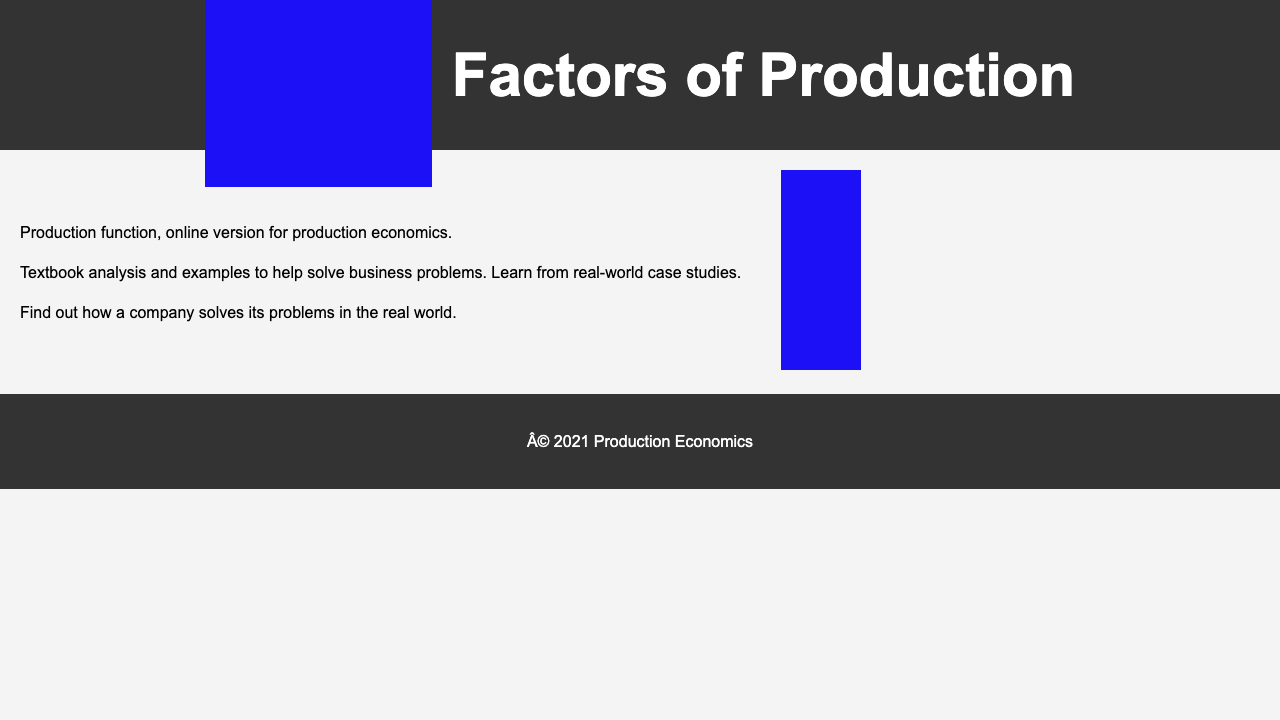 Factors of Production
Production function, online version for production economics.
Textbook analysis and examples to help solve business problems. Learn from real-world case studies.
Find out how a company solves its problems in the real world.
Â© 2021 Production Economics